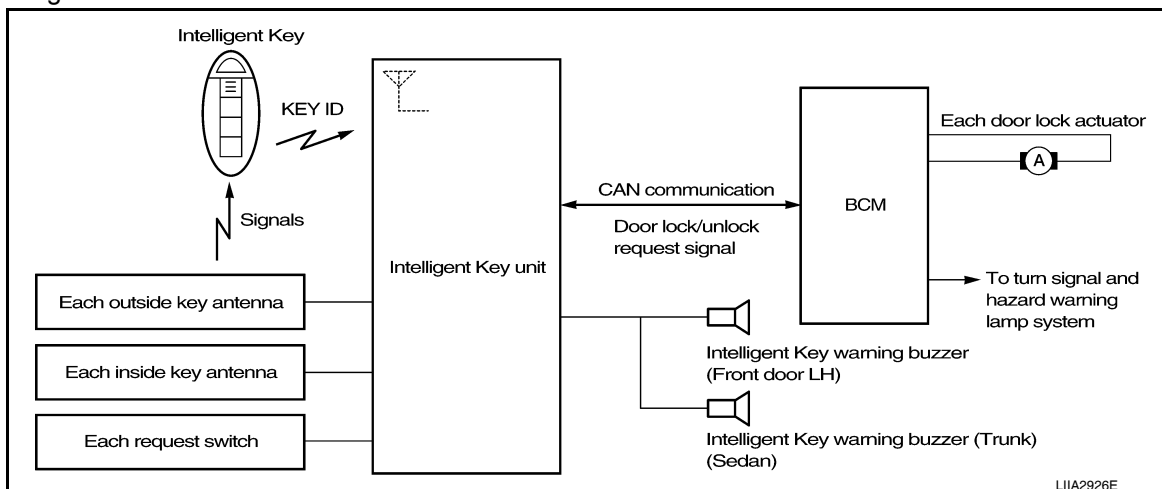 Intelligent Key
KEY ID
Signals
Each outside key antenna
Each inside key antenna
Each request switch
Intelligent Key unit
CAN communication
Door lock/unlock
request signal
Intelligent Key warning buzzer
(Front door LH)
Intelligent Key warning buzzer (Trunk)
(Sedan)
BCM
Each door lock actuator
A
To turn signal and
hazard warning
lamp system
LIIA2926E